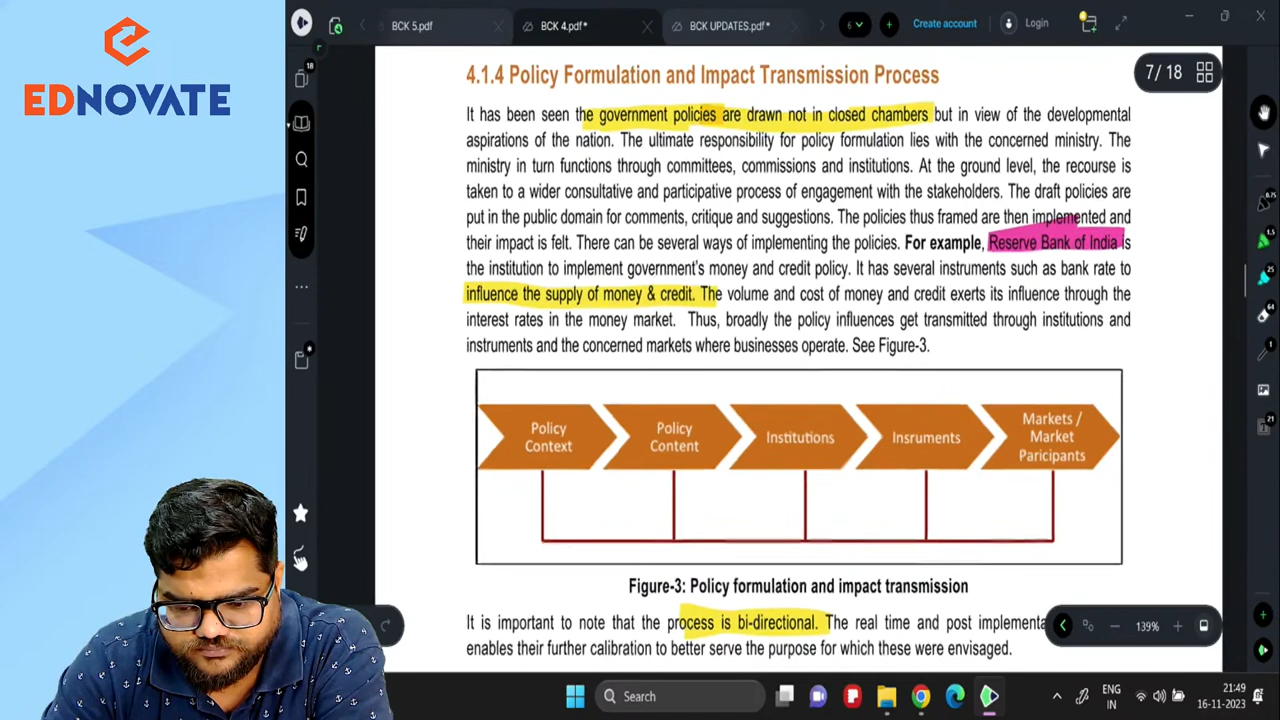 EDNOVATE
BCK 5.pdf
BCK 4.pdf*
BCK UPDATES.pdf*
6
Create account
Login
18
7 / 18
4.1.4 Policy Formulation and Impact Transmission Process
It has been seen the government policies are drawn not in closed chambers but in view of the developmental
aspirations of the nation. The ultimate responsibility for policy formulation lies with the concerned ministry. The
ministry in turn functions through committees, commissions and institutions. At the ground level, the recourse is
taken to a wider consultative and participative process of engagement with the stakeholders. The draft policies are
put in the public domain for comments, critique and suggestions. The policies thus framed are then implemented and
their impact is felt. There can be several ways of implementing the policies. For example, Reserve Bank of India is
the institution to implement government's money and credit policy. It has several instruments such as bank rate to
influence the supply of money & credit. The volume and cost of money and credit exerts its influence through the
interest rates in the money market. Thus, broadly the policy influences get transmitted through institutions and
instruments and the concerned markets where businesses operate. See Figure-3.
Policy
Context
Policy
Content
Institutions
Insruments
Markets /
Market
Paricipants
Figure-3: Policy formulation and impact transmission
It is important to note that the process is bi-directional. The real time and post implementa
enables their further calibration to better serve the purpose for which these were envisaged.
139%
0.75
1.5
25
64
1
21
Search
ENG
IN
21:49
16-11-2023